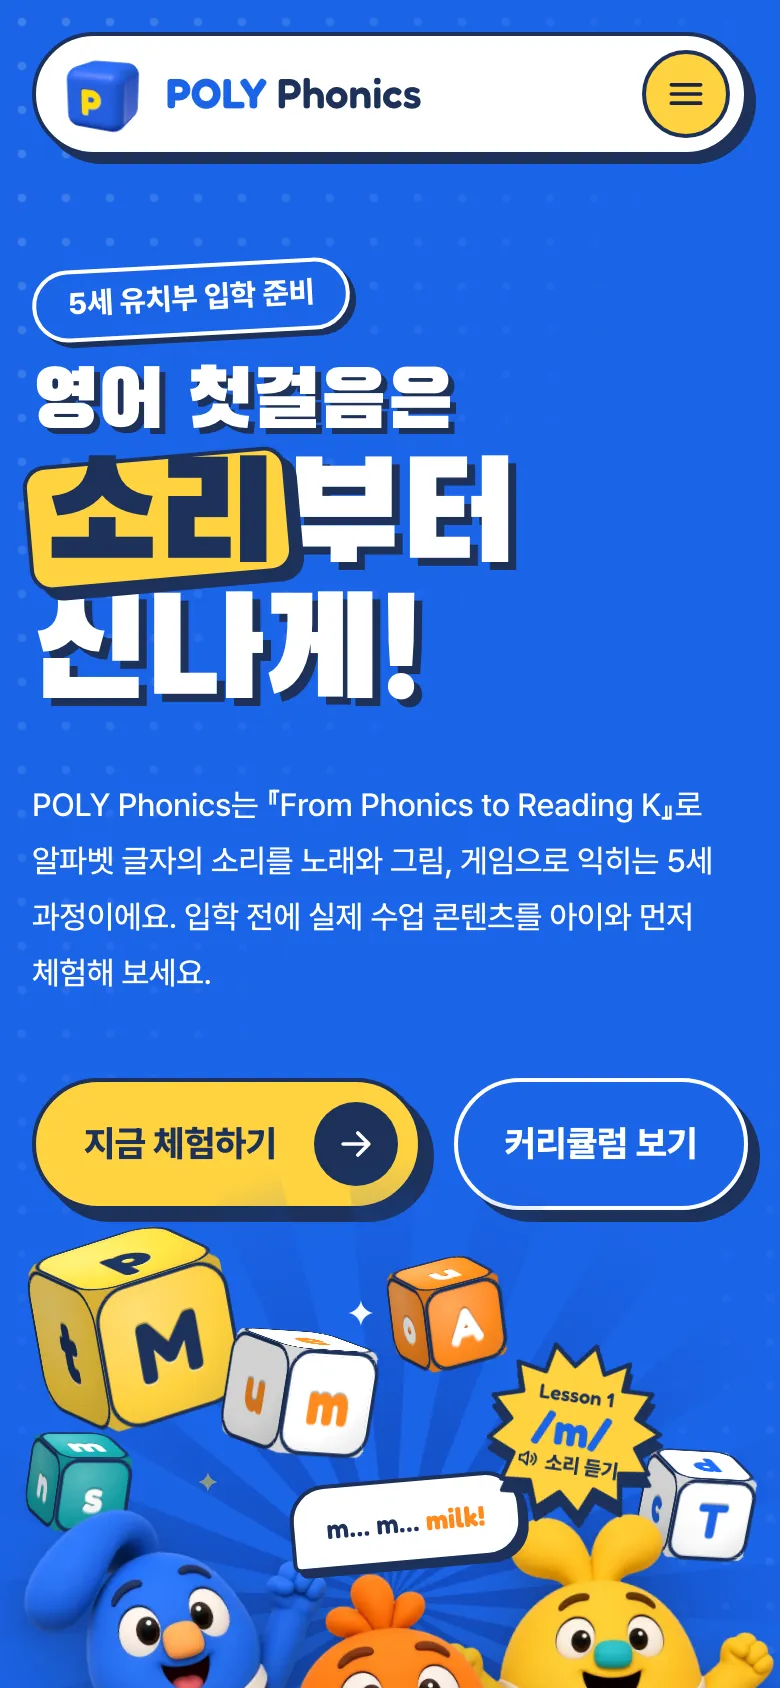 P
POLY Phonics
5세 유치부 입학 준비
영어 첫걸음은
소리부터
신나게!
POLY Phonics는 『From Phonics to Reading K』로
알파벳 글자의 소리를 노래와 그림, 게임으로 익히는 5세
과정이에요. 입학 전에 실제 수업 콘텐츠를 아이와 먼저
체험해 보세요.
지금 체험하기
커리큘럼 보기
p
t M
u
o A
u m
Lesson 1
/m/
소리 듣기
m
n s
d
c T
m... m... milk!